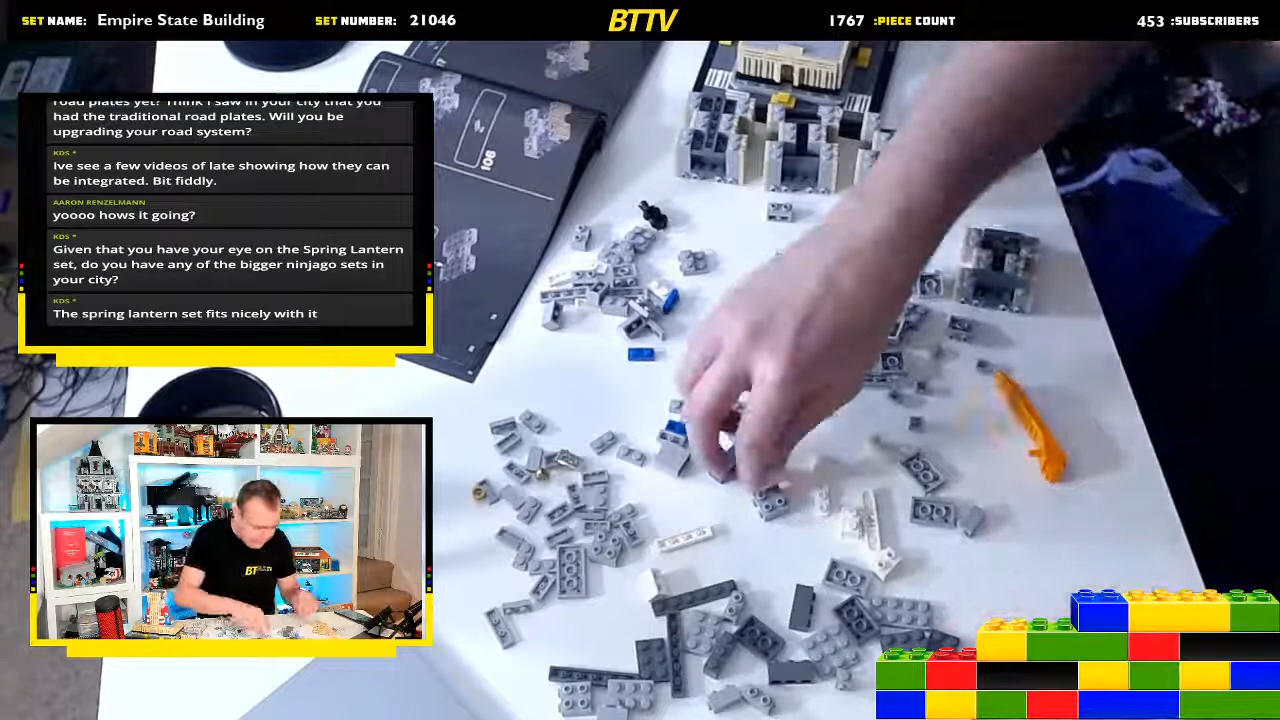 SET NAME: Empire State Building SET NUMBER: 21046 BTTV 1767 :PIECE COUNT 453 :SUBSCRIBERS
road plates yet? Think I saw in your city that you
had the traditional road plates. Will you be
upgrading your road system?
KDS *
Ive see a few videos of late showing how they can
be integrated. Bit fiddly.
AARON RENZELMANN
yoooo hows it going?
KDS *
Given that you have your eye on the Spring Lantern
set, do you have any of the bigger ninjago sets in
your city?
KDS *
The spring lantern set fits nicely with it
106